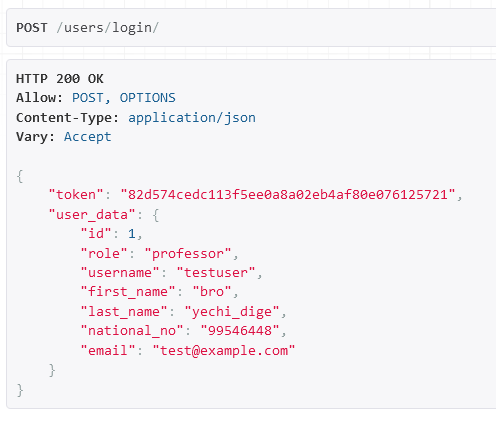 POST /users/login/
HTTP 200 OK
Allow: POST, OPTIONS
Content-Type: application/json
Vary: Accept
{
    "token": "82d574cedc113f5ee0a8a02eb4af80e076125721",
    "user_data": {
        "id": 1,
        "role": "professor",
        "username": "testuser",
        "first_name": "bro",
        "last_name": "yechi_dige",
        "national_no": "99546448",
        "email": "test@example.com"
    }
}